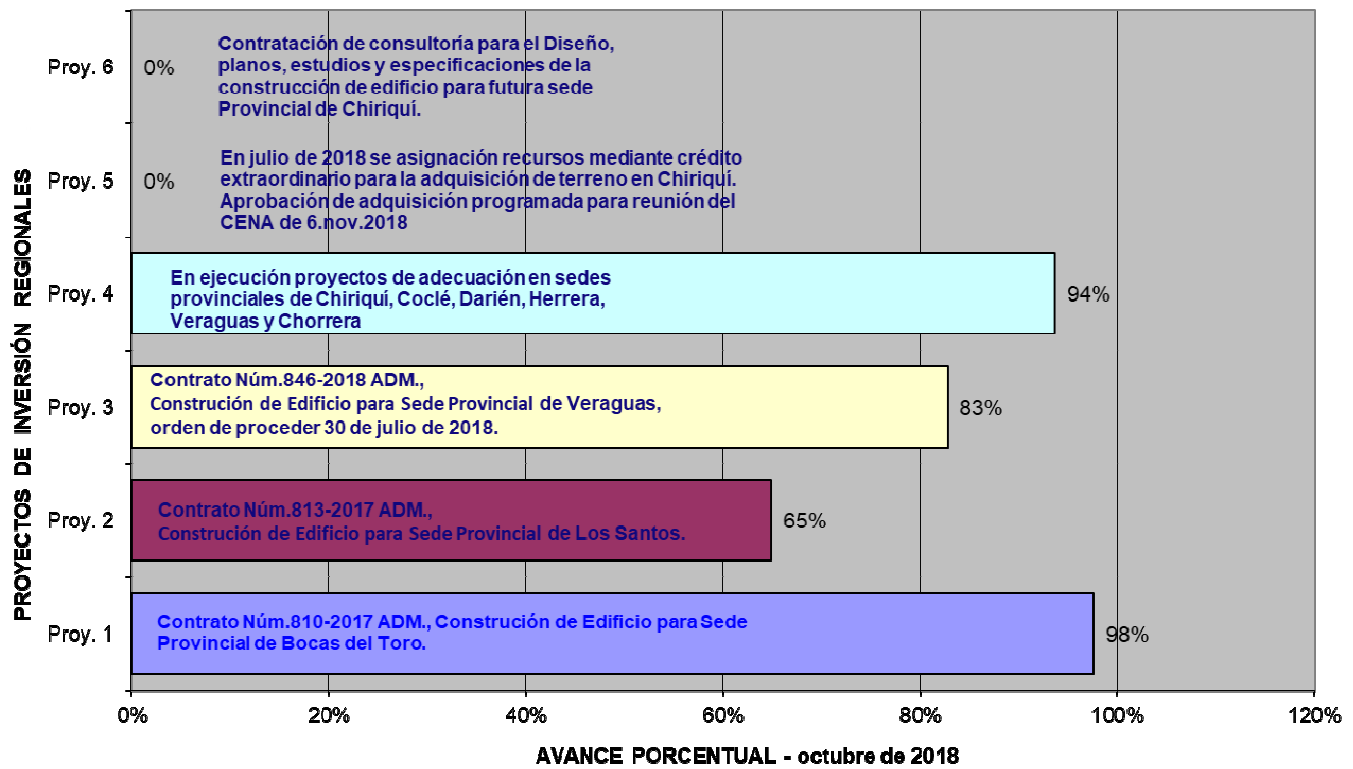 PROYECTOS DE INVERSIÓN REGIONALES
Proy. 6
0%
Contratación de consultoría para el Diseño,
planos, estudios y especificaciones de la
construcción de edificio para futura sede
Provincial de Chiriquí.
Proy. 5
0%
En julio de 2018 se asignación recursos mediante crédito
extraordinario para la adquisición de terreno en Chiriquí.
Aprobación de adquisición programada para reunión del
CENA de 6.nov.2018
Proy. 4
En ejecución proyectos de adecuación en sedes
provinciales de Chiriquí, Coclé, Darién, Herrera,
Veraguas y Chorrera
94%
Proy. 3
Contrato Núm.846-2018 ADM.,
Construción de Edificio para Sede Provincial de Veraguas,
orden de proceder 30 de julio de 2018.
83%
Proy. 2
Contrato Núm.813-2017 ADM.,
Construción de Edificio para Sede Provincial de Los Santos.
65%
Proy. 1
Contrato Núm.810-2017 ADM., Construción de Edificio para Sede
Provincial de Bocas del Toro.
98%
0% 20% 40% 60% 80% 100% 120%
AVANCE PORCENTUAL - octubre de 2018